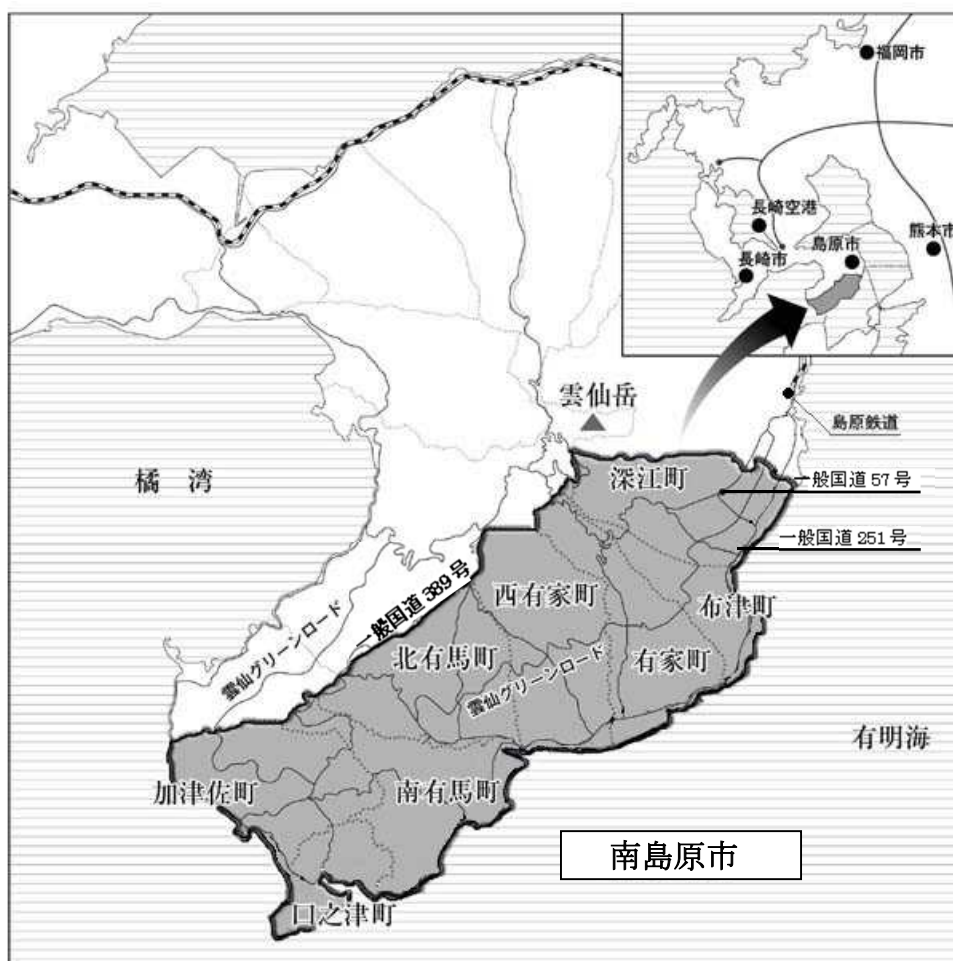 福岡市
長崎空港
島原市
熊本市
長崎市
雲仙岳
島原鉄道
橘 湾
深江町
一般国道 57 号
一般国道 251 号
一般国道 389 号
西有家町
布津町
雲仙グリーンロード
北有馬町
雲仙グリーンロード
有家町
有明海
加津佐町
南有馬町
南島原市
口之津町